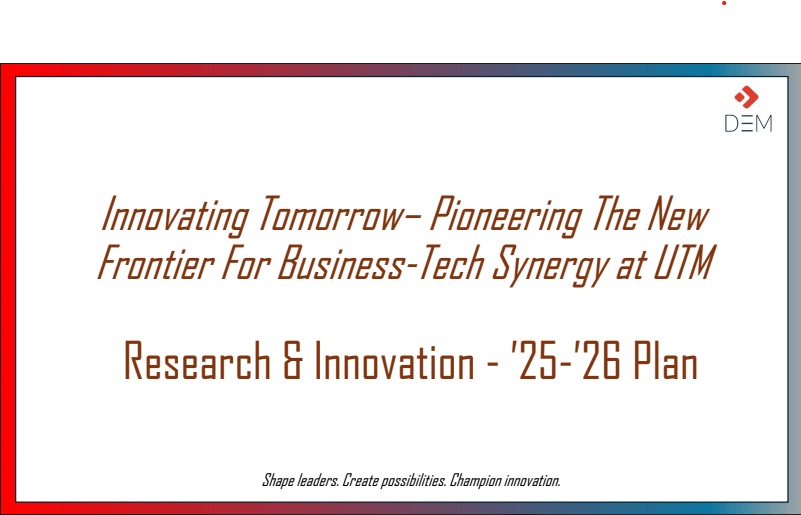 DEM
Innovating Tomorrow– Pioneering The New
Frontier For Business-Tech Synergy at UTM
Research & Innovation - '25-'26 Plan
Shape leaders. Create possibilities. Champion innovation.